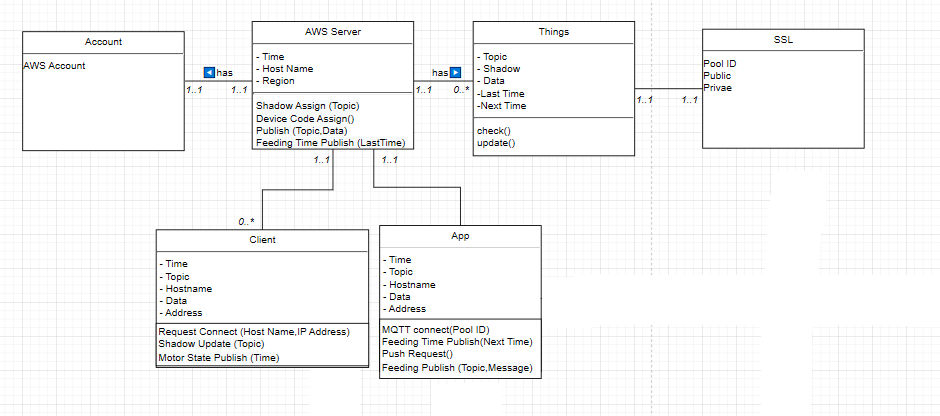 Account
AWS Account
AWS Server
- Time
- Host Name
- Region
Shadow Assign (Topic)
Device Code Assign()
Publish (Topic,Data)
Feeding Time Publish (LastTime)
Things
- Topic
- Shadow
- Data
-Last Time
-Next Time
check()
update()
SSL
Pool ID
Public
Privae
has
1..1
1..1
has
1..1
0..*
1..1
1..1
1..1
1..1
0..*
Client
- Time
- Topic
- Hostname
- Data
- Address
Request Connect (Host Name,IP Address)
Shadow Update (Topic)
Motor State Publish (Time)
App
- Time
- Topic
- Hostname
- Data
- Address
MQTT connect(Pool ID)
Feeding Time Publish(Next Time)
Push Request()
Feeding Publish (Topic,Message)